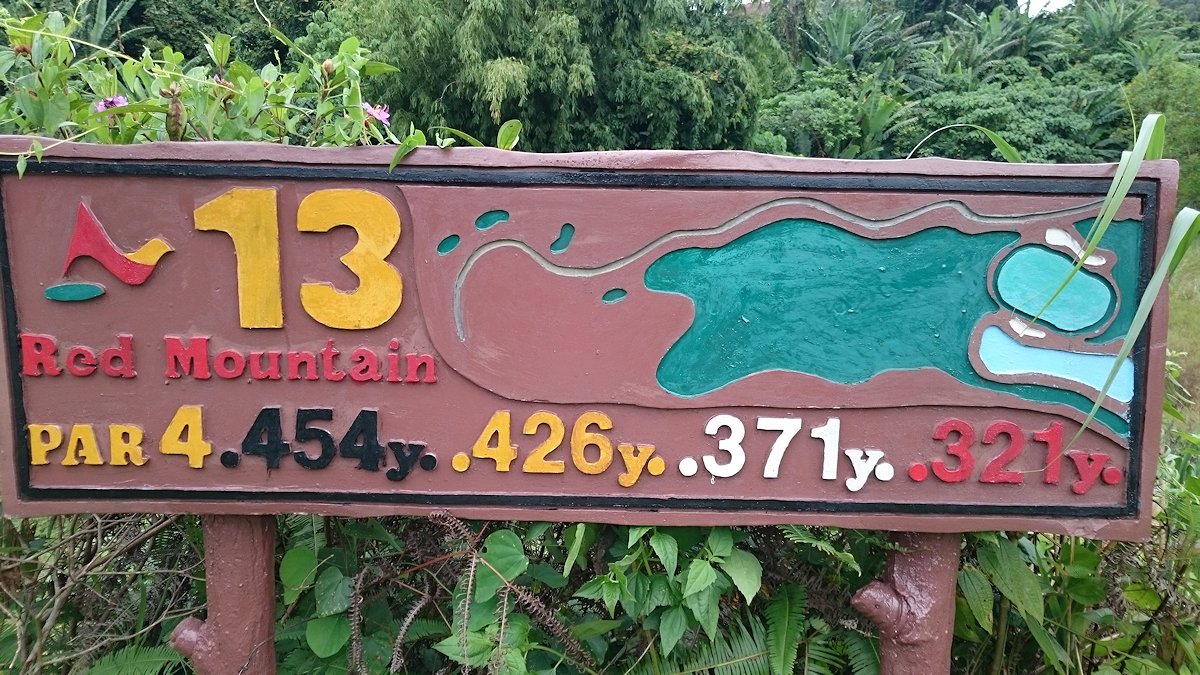 13
Red Mountain
PAR 4 .454y. .426y. .371y. .321y.